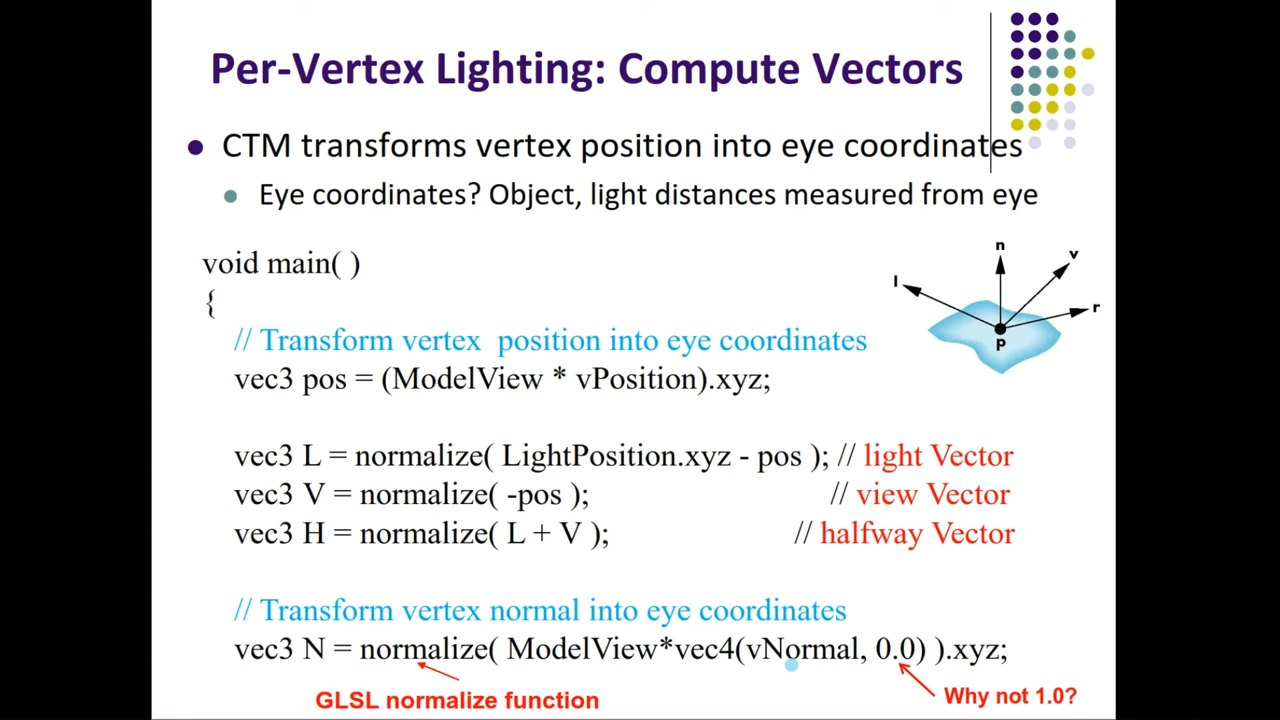 Per-Vertex Lighting: Compute Vectors
CTM transforms vertex position into eye coordinates
Eye coordinates? Object, light distances measured from eye
void main( )
{
// Transform vertex  position into eye coordinates
vec3 pos = (ModelView * vPosition).xyz;
vec3 L = normalize( LightPosition.xyz - pos ); // light Vector
vec3 V = normalize( -pos ); // view Vector
vec3 H = normalize( L + V ); // halfway Vector
// Transform vertex normal into eye coordinates
vec3 N = normalize( ModelView*vec4(vNormal, 0.0) ).xyz;
GLSL normalize function
Why not 1.0?
n
v
l
r
p